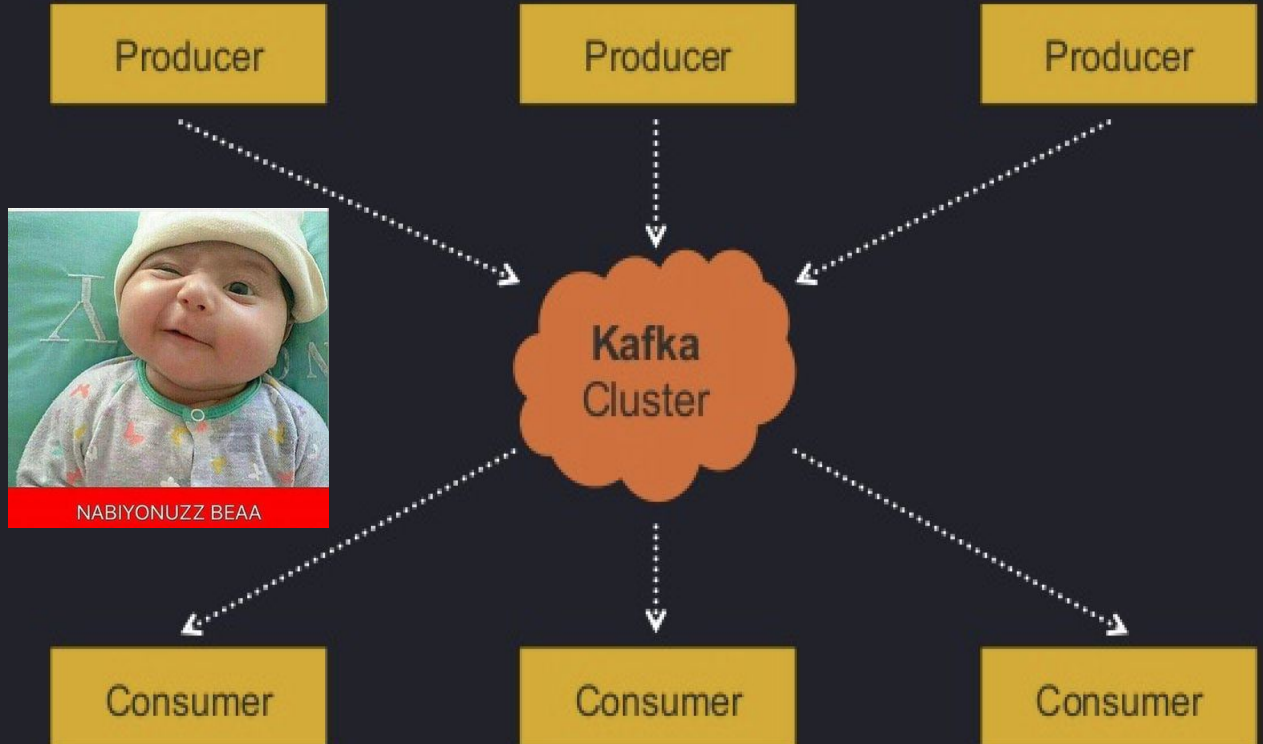 Producer
Producer
Producer
Kafka
Cluster
NABIYONUZZ BEAA
Consumer
Consumer
Consumer